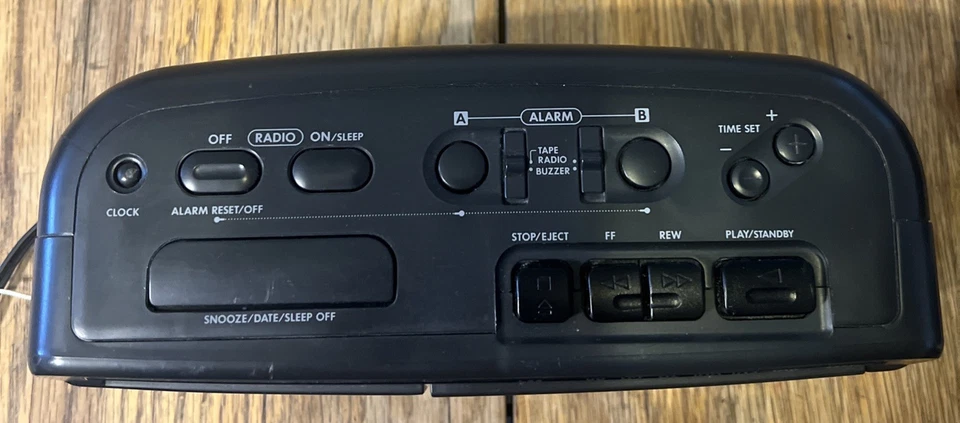 A ALARM B
OFF RADIO ON/SLEEP
TIME SET
+
−
TAPE
RADIO
BUZZER
CLOCK
ALARM RESET/OFF
STOP/EJECT FF REW PLAY/STANDBY
SNOOZE/DATE/SLEEP OFF